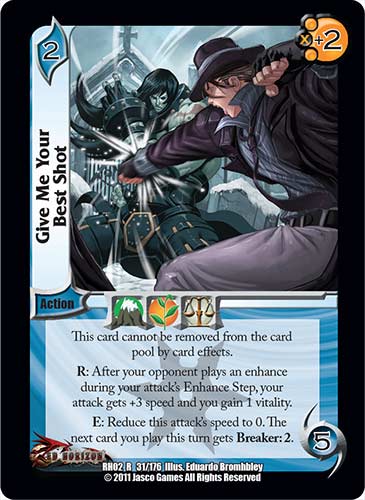 2
+2
Give Me Your
Best Shot
Action
This card cannot be removed from the card
pool by card effects.
R: After your opponent plays an enhance
during your attack's Enhance Step, your
attack gets +3 speed and you gain 1 vitality.
E: Reduce this attack's speed to 0. The
next card you play this turn gets Breaker: 2.
5
RED HORIZON
RH02 R 31/176 Illus. Eduardo Bromhbley
© 2011 Jasco Games All Rights Reserved